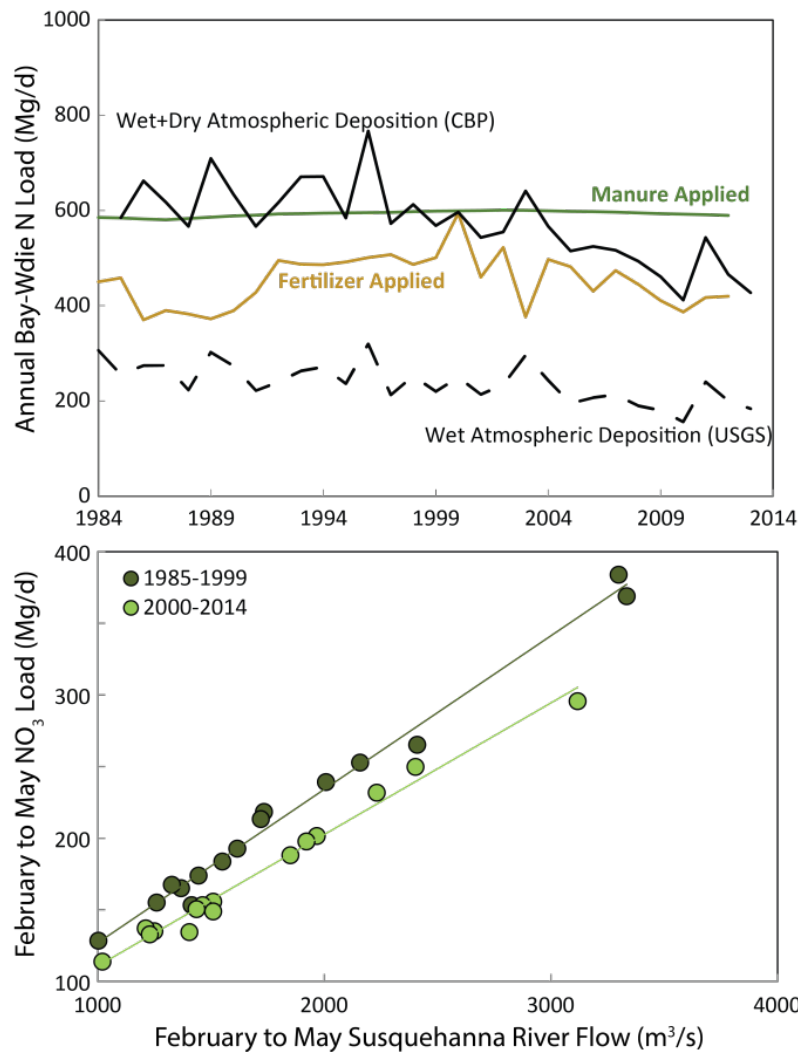 1000
800
600
400
200
0
Annual Bay-Wdie N Load (Mg/d)
Wet+Dry Atmospheric Deposition (CBP)
Manure Applied
Fertilizer Applied
Wet Atmospheric Deposition (USGS)
1984 1989 1994 1999 2004 2009 2014
400
300
200
100
February to May NO₃ Load (Mg/d)
1985-1999
2000-2014
1000 2000 3000 4000
February to May Susquehanna River Flow (m³/s)